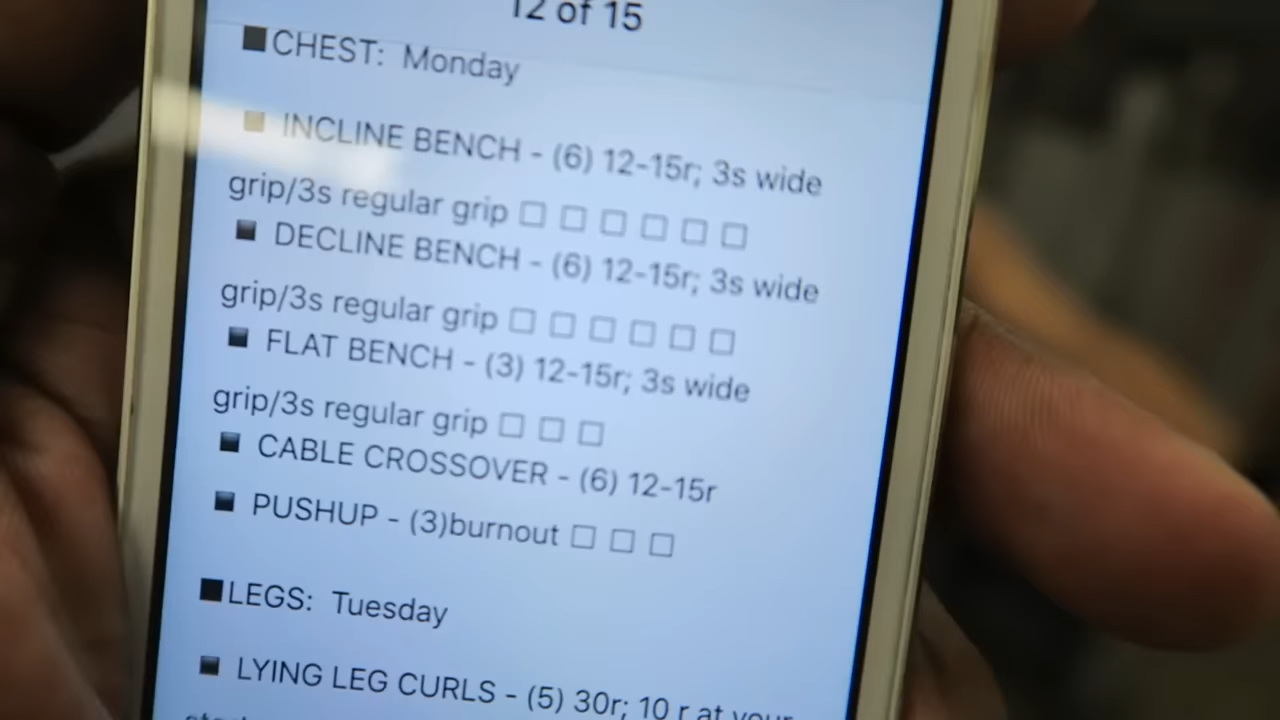 12 of 15
■CHEST: Monday
▪ INCLINE BENCH - (6) 12-15r; 3s wide
grip/3s regular grip □ □ □ □ □ □
▪ DECLINE BENCH - (6) 12-15r; 3s wide
grip/3s regular grip □ □ □ □ □ □
▪ FLAT BENCH - (3) 12-15r; 3s wide
grip/3s regular grip □ □ □
▪ CABLE CROSSOVER - (6) 12-15r
▪ PUSHUP - (3)burnout □ □ □
■LEGS: Tuesday
▪ LYING LEG CURLS - (5) 30r; 10 r at your